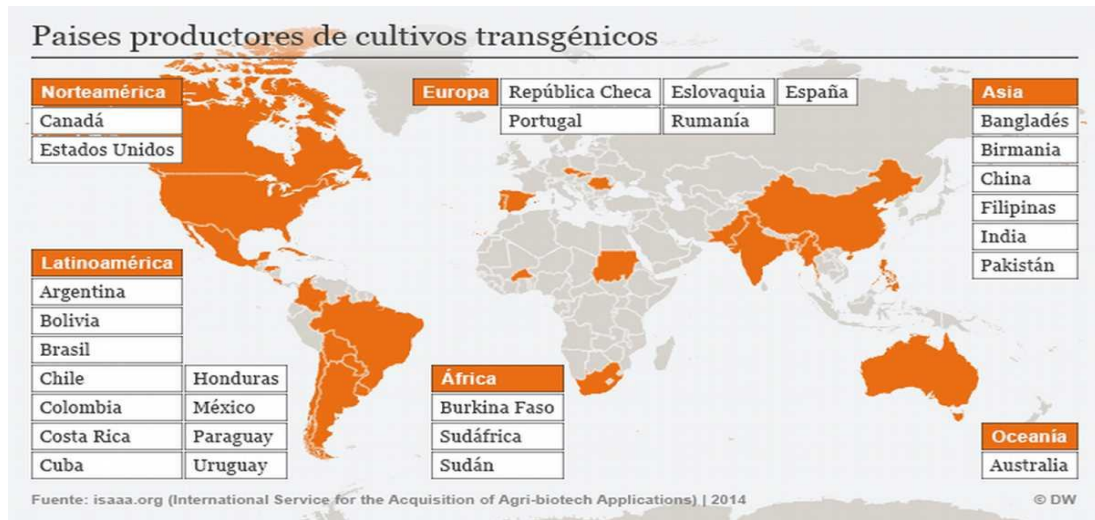 Paises productores de cultivos transgénicos
Norteamérica
Canadá
Estados Unidos
Europa República Checa Eslovaquia España
Portugal Rumanía
Asia
Bangladés
Birmania
China
Filipinas
India
Pakistán
Latinoamérica
Argentina
Bolivia
Brasil
Chile Honduras
Colombia México
Costa Rica Paraguay
Cuba Uruguay
África
Burkina Faso
Sudáfrica
Sudán
Oceanía
Australia
Fuente: isaaa.org (International Service for the Acquisition of Agri-biotech Applications) | 2014 © DW